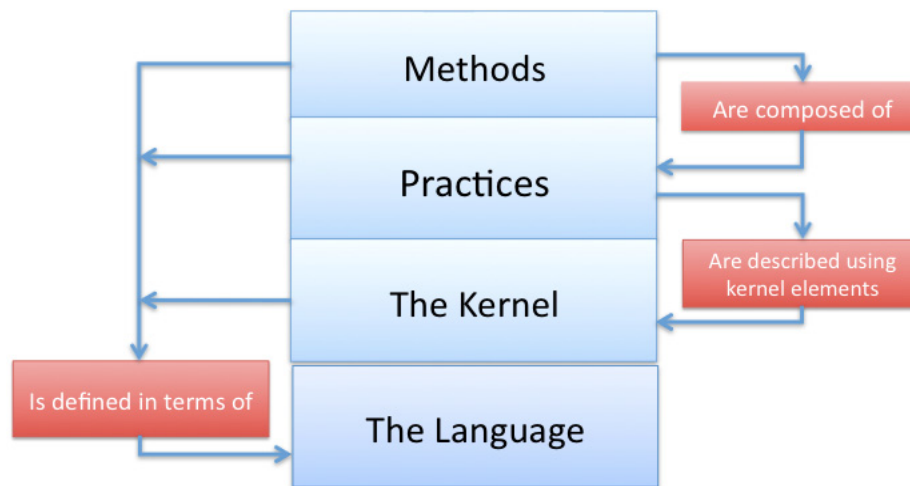 Methods
Are composed of
Practices
Are described using
kernel elements
The Kernel
Is defined in terms of
The Language